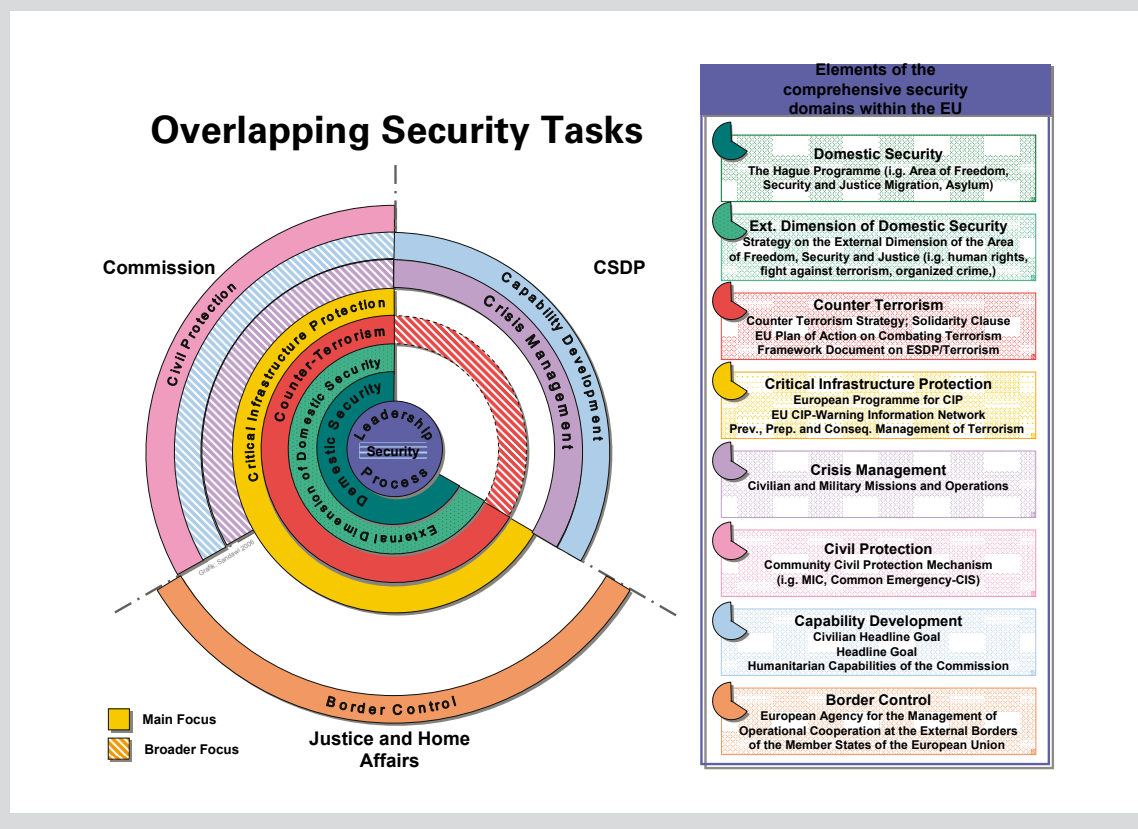 Overlapping Security Tasks
Commission
CSDP
Civil Protection
Capability Development
Crisis Management
Critical Infrastructure Protection
Counter-Terrorism
External Dimension of Domestic Security
Domestic Security
Leadership
Security
Process
Grafik: Sandawi 2006
Border Control
Justice and Home
Affairs
Main Focus
Broader Focus
Elements of the
comprehensive security
domains within the EU
Domestic Security
The Hague Programme (i.g. Area of Freedom,
Security and Justice Migration, Asylum)
Ext. Dimension of Domestic Security
Strategy on the External Dimension of the Area
of Freedom, Security and Justice (i.g. human rights,
fight against terrorism, organized crime,)
Counter Terrorism
Counter Terrorism Strategy; Solidarity Clause
EU Plan of Action on Combating Terrorism
Framework Document on ESDP/Terrorism
Critical Infrastructure Protection
European Programme for CIP
EU CIP-Warning Information Network
Prev., Prep. and Conseq. Management of Terrorism
Crisis Management
Civilian and Military Missions and Operations
Civil Protection
Community Civil Protection Mechanism
(i.g. MIC, Common Emergency-CIS)
Capability Development
Civilian Headline Goal
Headline Goal
Humanitarian Capabilities of the Commission
Border Control
European Agency for the Management of
Operational Cooperation at the External Borders
of the Member States of the European Union